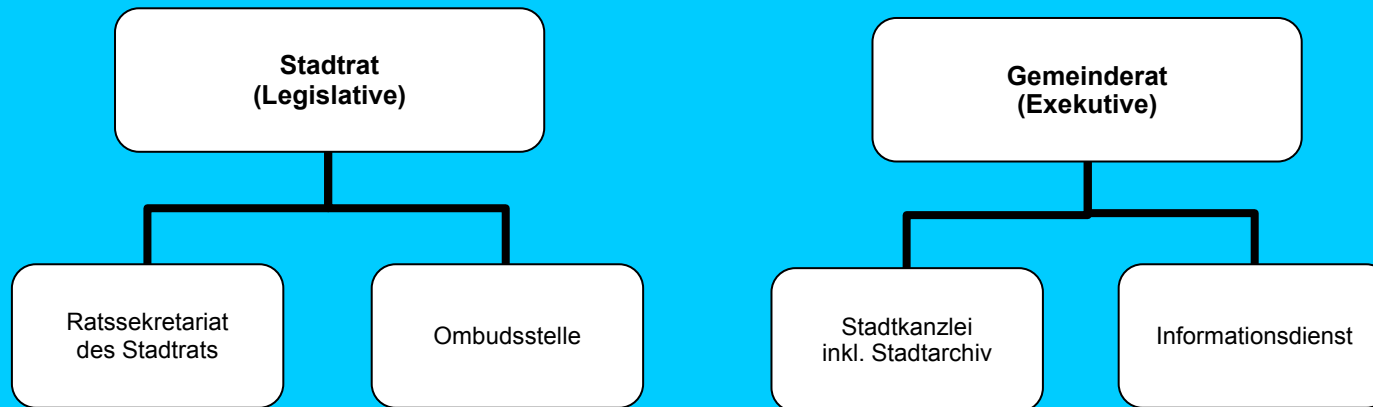 Stadtrat
(Legislative)
Gemeinderat
(Exekutive)
Ratssekretariat
des Stadtrats
Ombudsstelle
Stadtkanzlei
inkl. Stadtarchiv
Informationsdienst